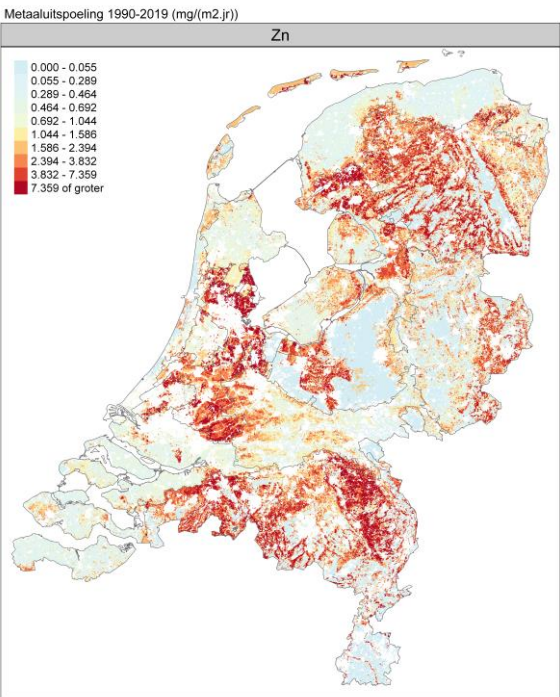 Metaaluitspoeling 1990-2019 (mg/(m2.jr))
Zn
0.000 - 0.055
0.055 - 0.289
0.289 - 0.464
0.464 - 0.692
0.692 - 1.044
1.044 - 1.586
1.586 - 2.394
2.394 - 3.832
3.832 - 7.359
7.359 of groter